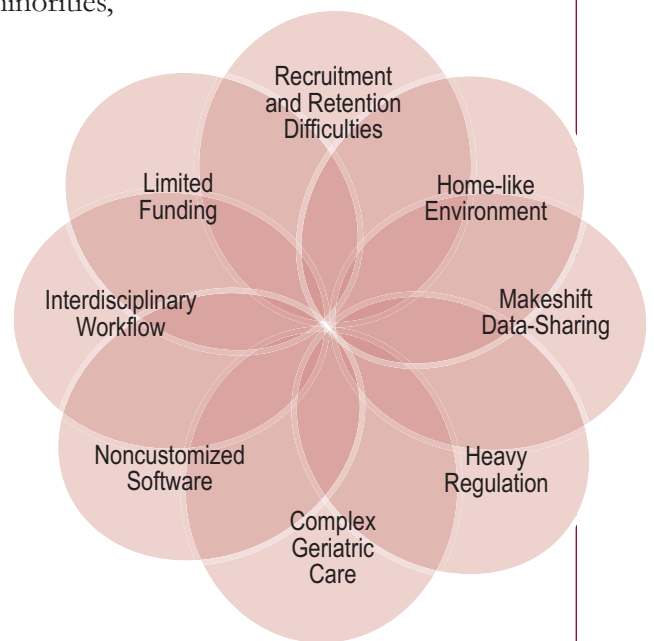 minorities,
Recruitment
and Retention
Difficulties
Limited
Funding
Home-like
Environment
Interdisciplinary
Workflow
Makeshift
Data-Sharing
Noncustomized
Software
Heavy
Regulation
Complex
Geriatric
Care